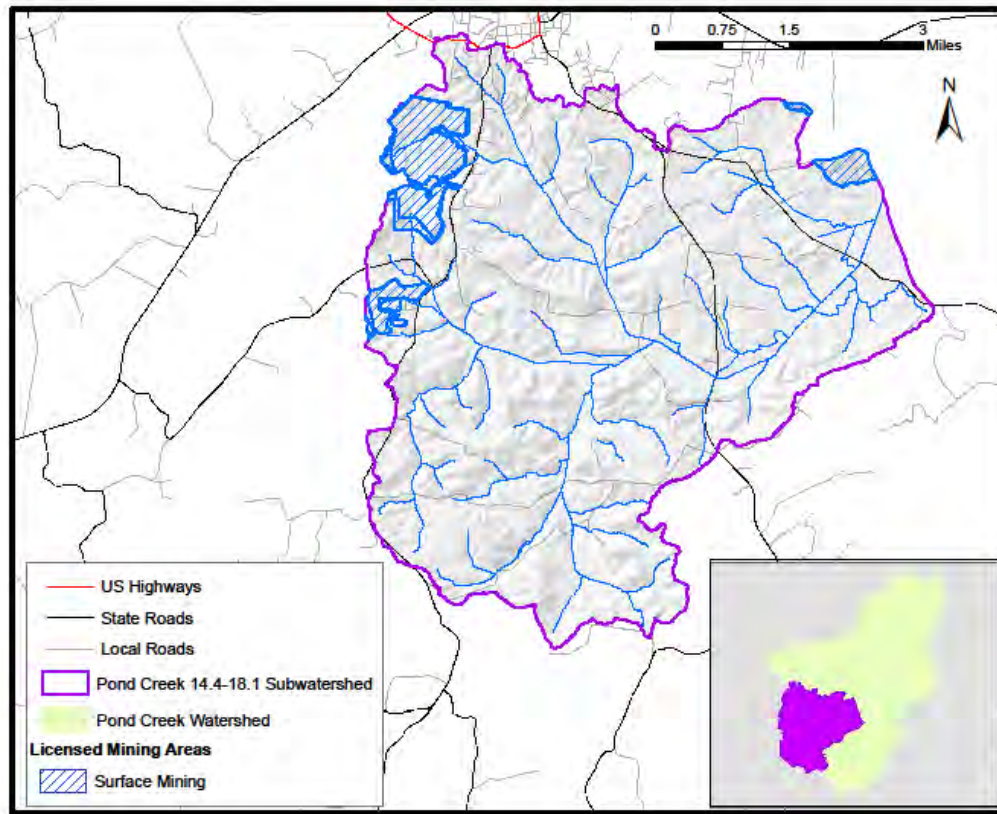 0 0.75 1.5 3
Miles
N
US Highways
State Roads
Local Roads
Pond Creek 14.4-18.1 Subwatershed
Pond Creek Watershed
Licensed Mining Areas
Surface Mining